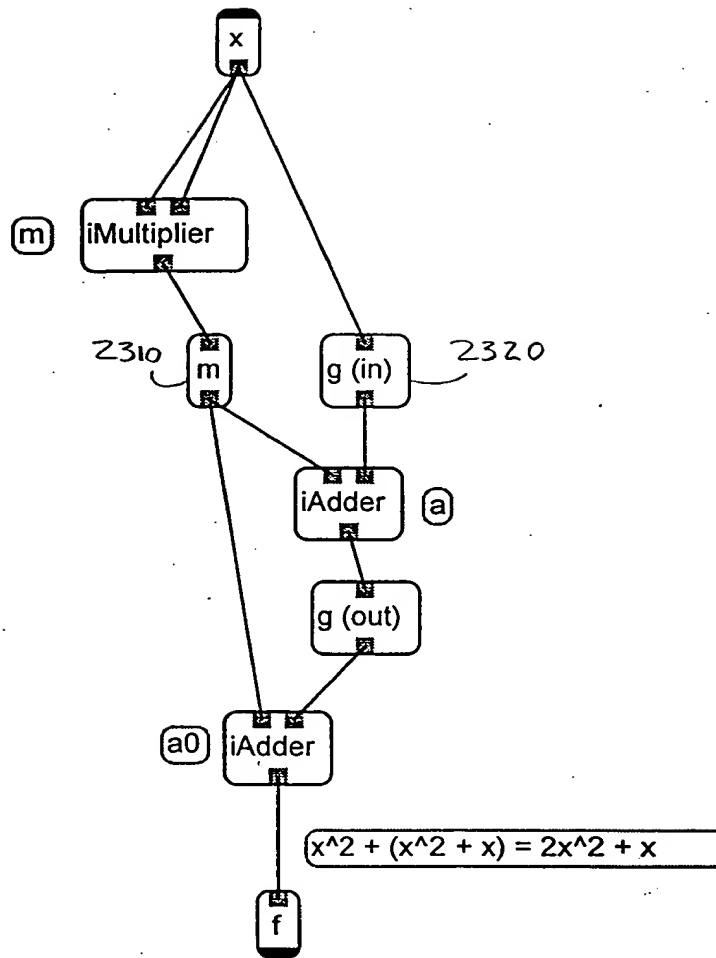 x
m
iMultiplier
2310
m
g (in)
2320
iAdder
a
g (out)
a0
iAdder
x^2 + (x^2 + x) = 2x^2 + x
f